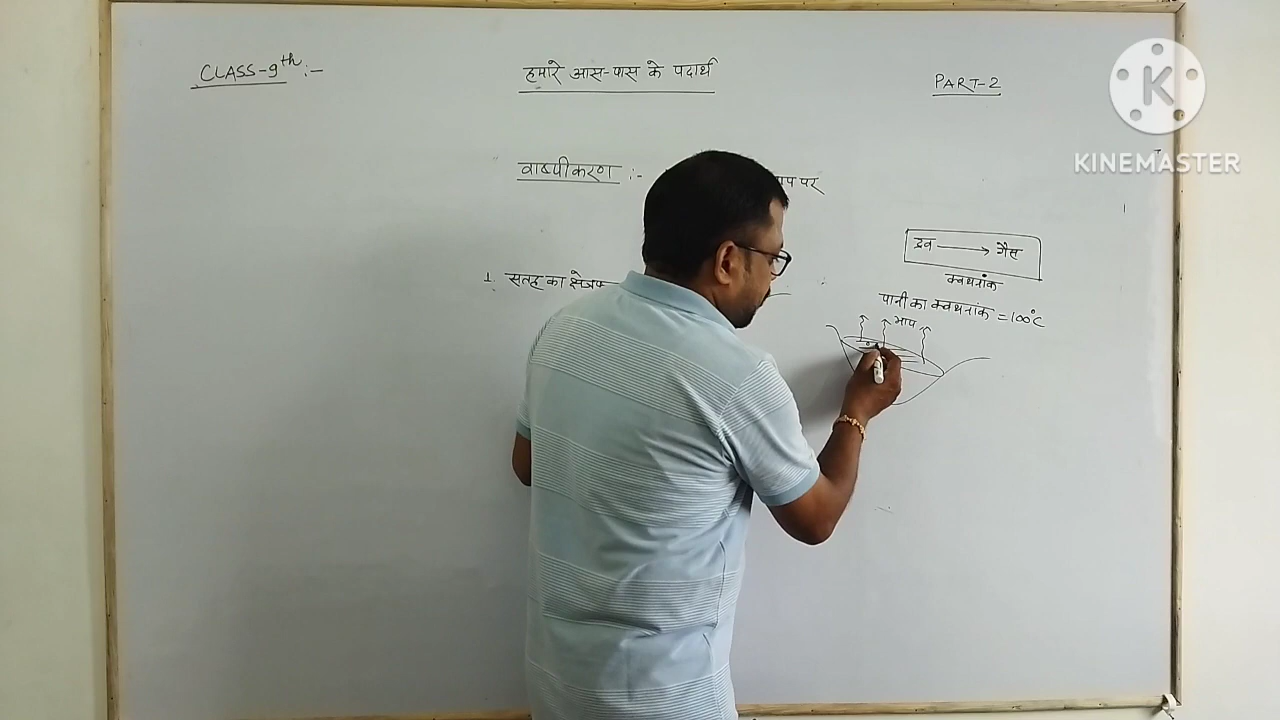 CLASS-9th :-
हमारे आस-पास के पदार्थ
PART-2
K
KINEMASTER
वाष्पीकरण :- पर
द्रव → गैस
क्वथनांक
1. सतह का
पानी का क्वथनांक = 100°C
भाप